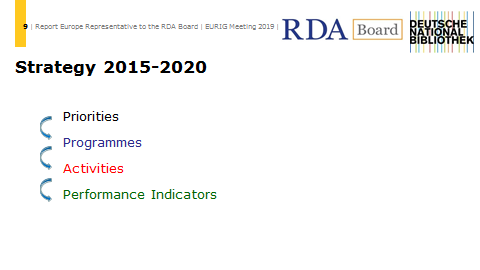 9 | Report Europe Representative to the RDA Board | EURIG Meeting 2019 |
RDA Board
DEUTSCHE
NATIONAL
BIBLIOTHEK
Strategy 2015-2020
Priorities
Programmes
Activities
Performance Indicators